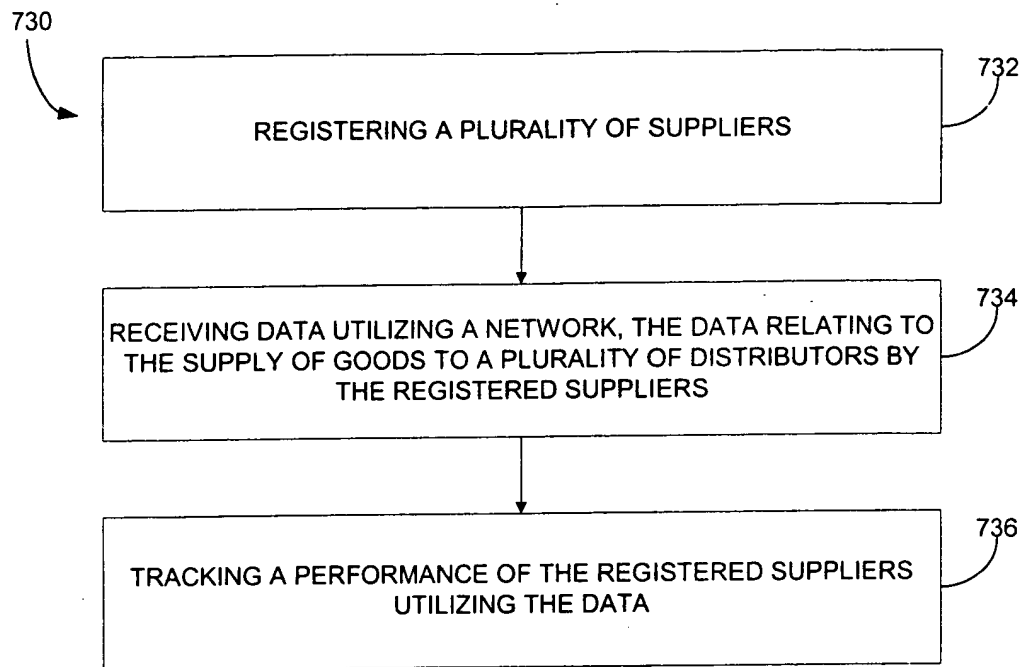 730
732
REGISTERING A PLURALITY OF SUPPLIERS
734
RECEIVING DATA UTILIZING A NETWORK, THE DATA RELATING TO
THE SUPPLY OF GOODS TO A PLURALITY OF DISTRIBUTORS BY
THE REGISTERED SUPPLIERS
736
TRACKING A PERFORMANCE OF THE REGISTERED SUPPLIERS
UTILIZING THE DATA